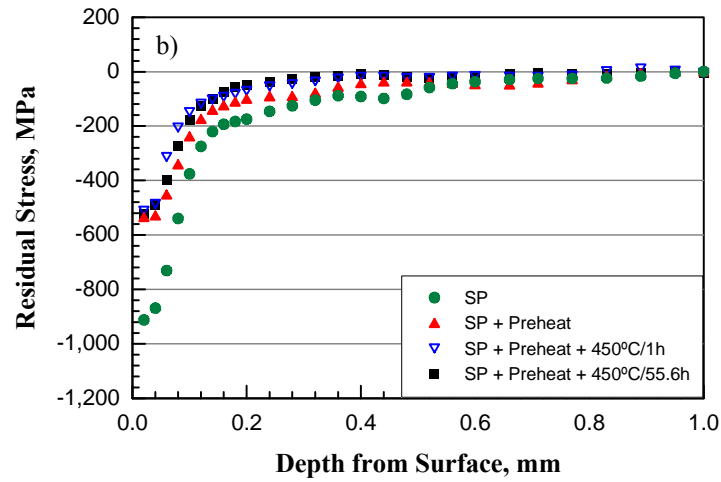 b)
200
0
-200
-400
-600
-800
-1,000
-1,200
Residual Stress, MPa
SP
SP + Preheat
SP + Preheat + 450ºC/1h
SP + Preheat + 450ºC/55.6h
0.0 0.2 0.4 0.6 0.8 1.0
Depth from Surface, mm